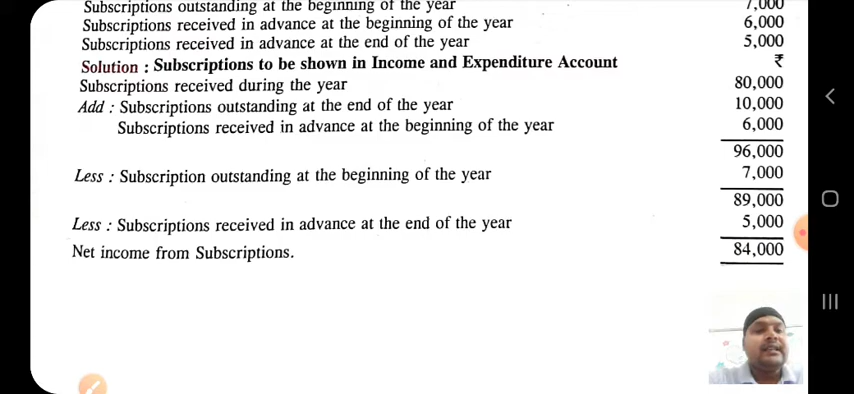 Subscriptions outstanding at the beginning of the year 7,000
Subscriptions received in advance at the beginning of the year 6,000
Subscriptions received in advance at the end of the year 5,000
Solution : Subscriptions to be shown in Income and Expenditure Account ₹
Subscriptions received during the year 80,000
Add : Subscriptions outstanding at the end of the year 10,000
Subscriptions received in advance at the beginning of the year 6,000
96,000
Less : Subscription outstanding at the beginning of the year 7,000
89,000
Less : Subscriptions received in advance at the end of the year 5,000
Net income from Subscriptions. 84,000